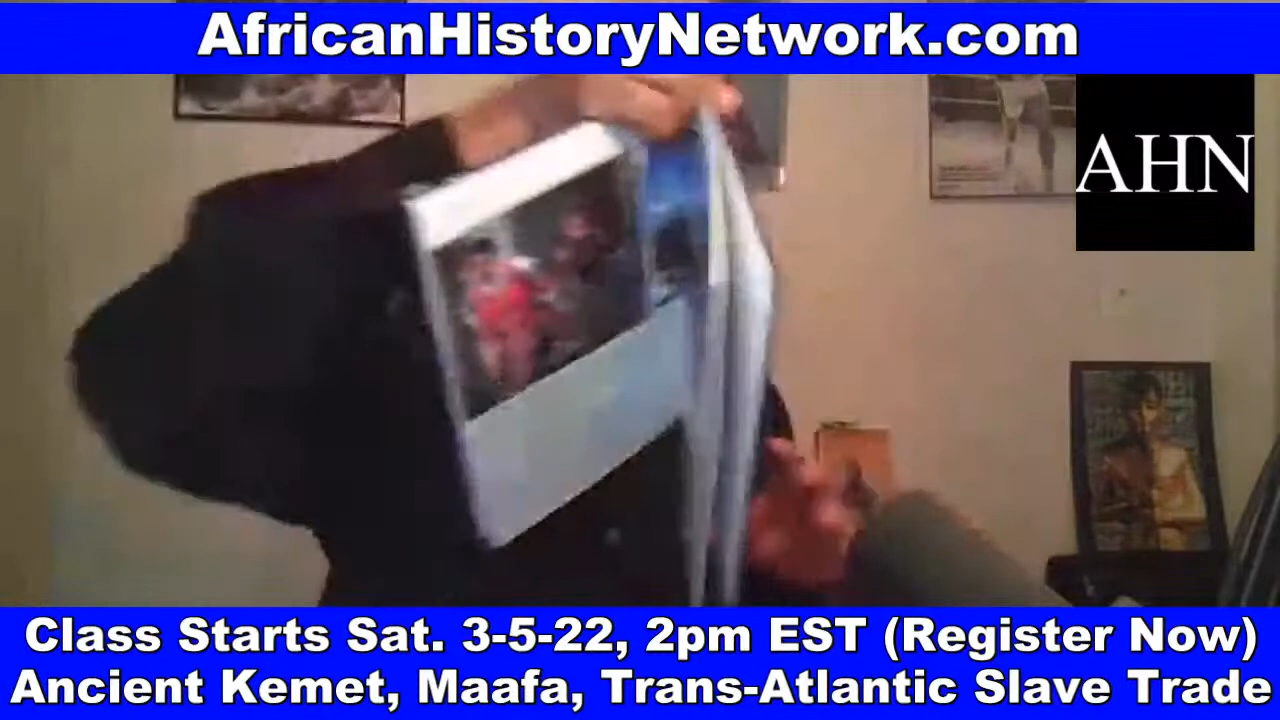 AfricanHistoryNetwork.com
AHN
Class Starts Sat. 3-5-22, 2pm EST (Register Now)
Ancient Kemet, Maafa, Trans-Atlantic Slave Trade